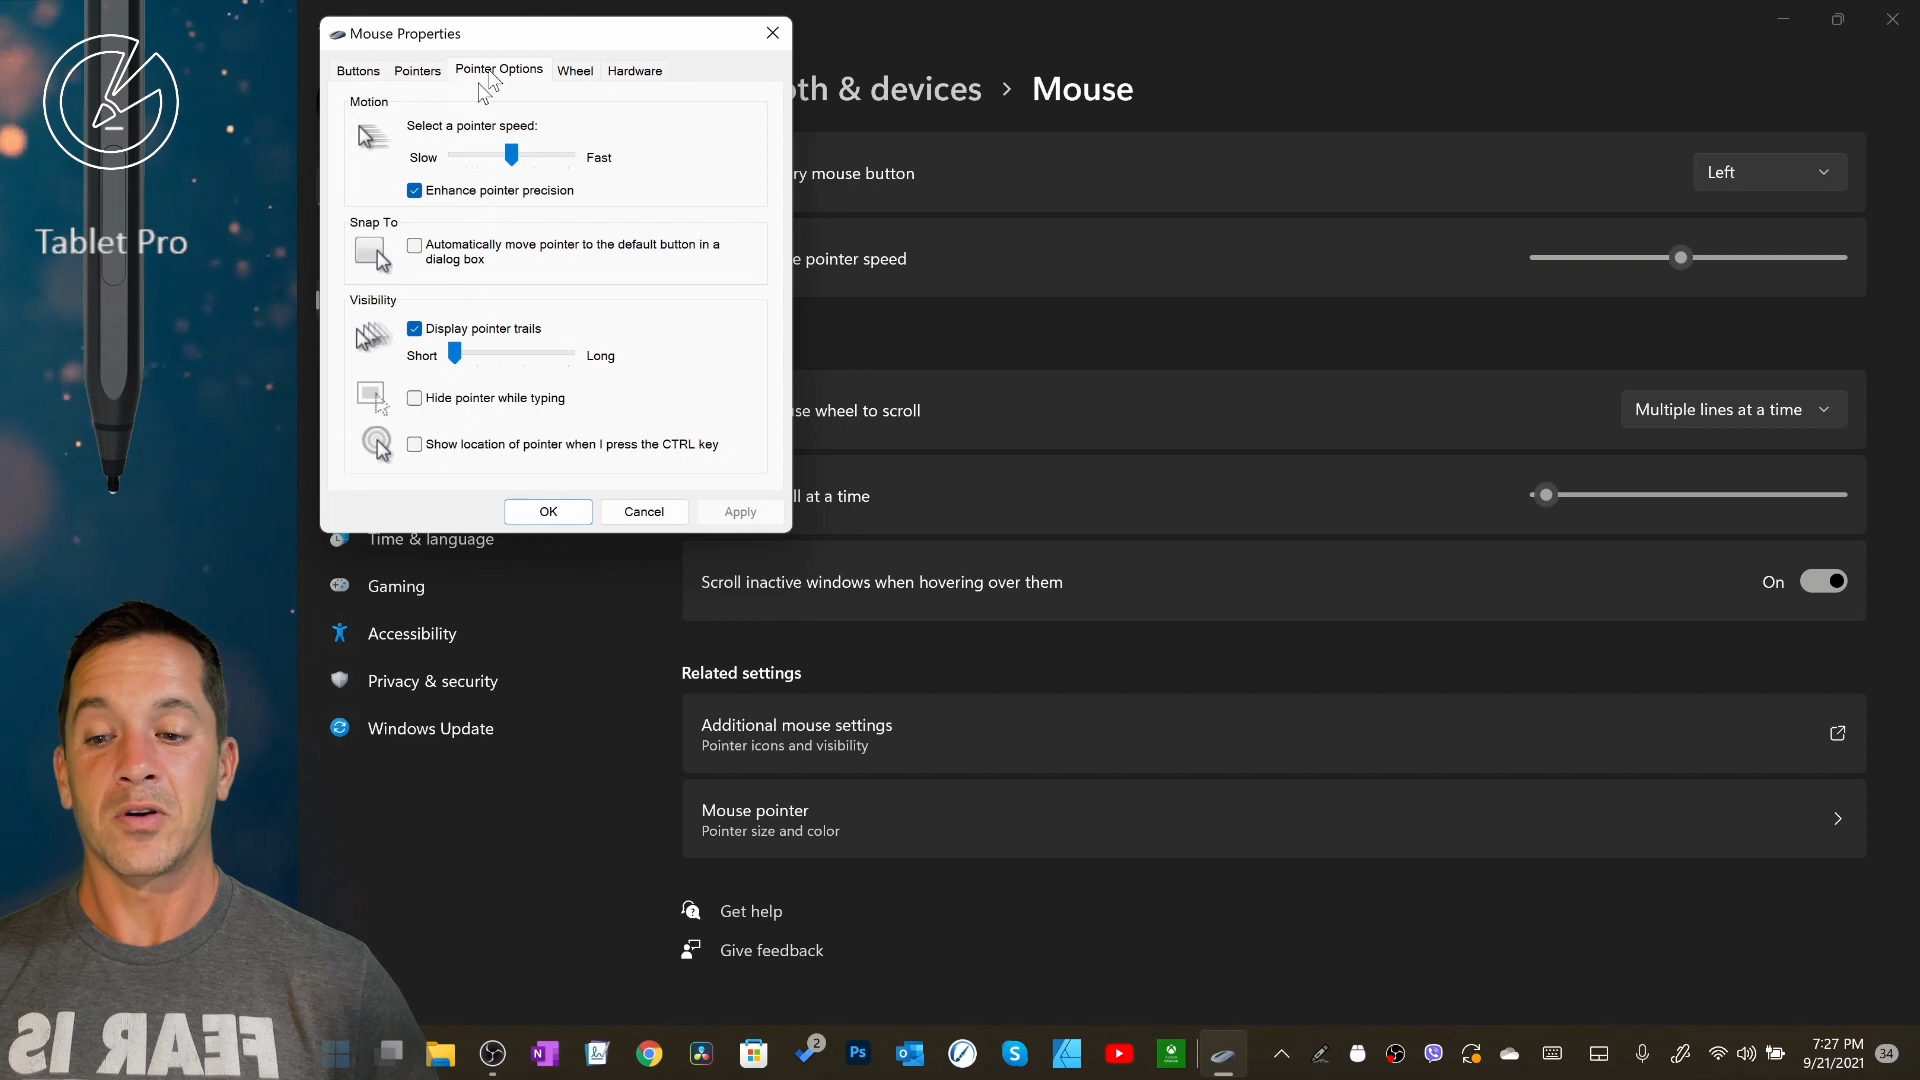 Tablet Pro
FEAR IS
Mouse Properties
Buttons
Pointers
Pointer Options
Wheel
Hardware
Motion
Select a pointer speed:
Slow
Fast
Enhance pointer precision
Snap To
Automatically move pointer to the default button in a
dialog box
Visibility
Display pointer trails
Short
Long
Hide pointer while typing
Show location of pointer when I press the CTRL key
OK
Cancel
Apply
Time & language
Gaming
Accessibility
Privacy & security
Windows Update
th & devices > Mouse
ry mouse button
Left
e pointer speed
se wheel to scroll
Multiple lines at a time
ll at a time
Scroll inactive windows when hovering over them
On
Related settings
Additional mouse settings
Pointer icons and visibility
Mouse pointer
Pointer size and color
Get help
Give feedback
N
2
Ps
7:27 PM
9/21/2021
34